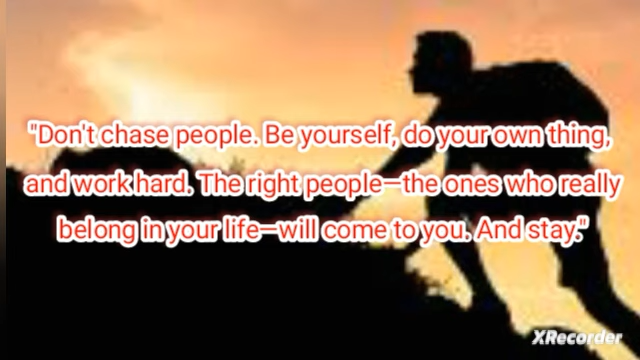 "Don't chase people. Be yourself, do your own thing,
and work hard. The right people—the ones who really
belong in your life—will come to you. And stay."
XRecorder